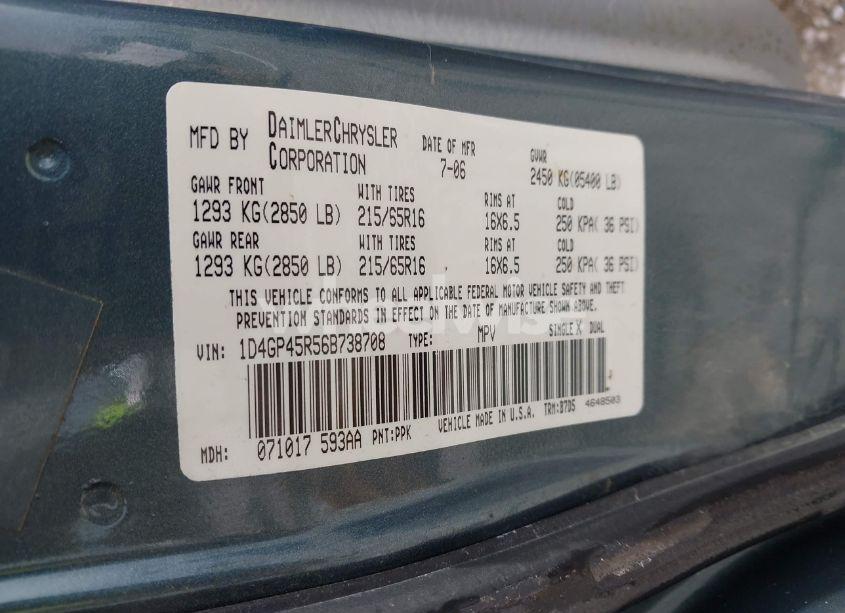 MFD BY DAIMLERCHRYSLER CORPORATION DATE OF MFR 7-06 GVWR 2450 KG(05400 LB)
GAWR FRONT WITH TIRES RIMS AT COLD
1293 KG(2850 LB) 215/65R16 16X6.5 250 KPA( 36 PSI)
GAWR REAR WITH TIRES RIMS AT COLD
1293 KG(2850 LB) 215/65R16 16X6.5 250 KPA( 36 PSI)
THIS VEHICLE CONFORMS TO ALL APPLICABLE FEDERAL MOTOR VEHICLE SAFETY AND THEFT
PREVENTION STANDARDS IN EFFECT ON THE DATE OF MANUFACTURE SHOWN ABOVE.
VIN: 1D4GP45R56B738708 TYPE: MPV SINGLE X DUAL
MDH: 071017 593AA PNT:PPK VEHICLE MADE IN U.S.A. TRM:B7D5 4648503